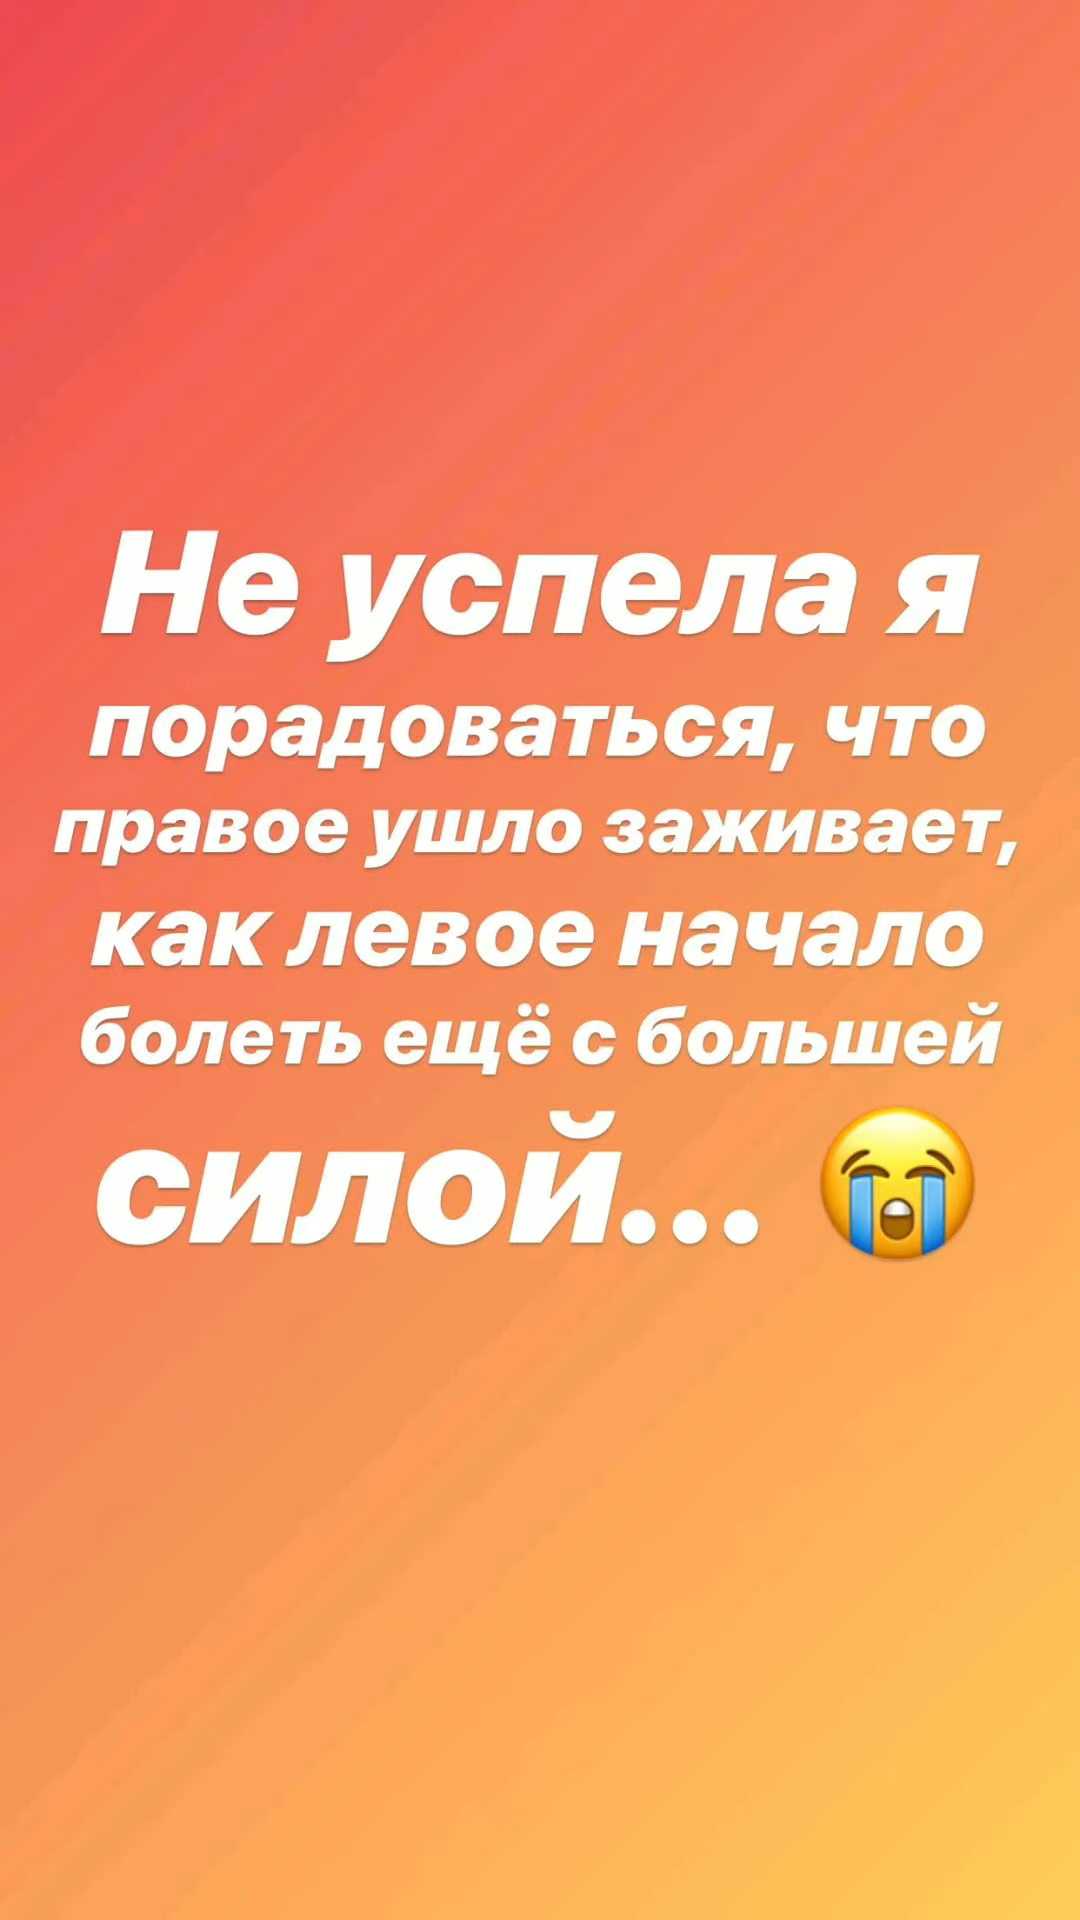 Не успела я
порадоваться, что
правое ушло заживает,
как левое начало
болеть ещё с большей
силой... 😭